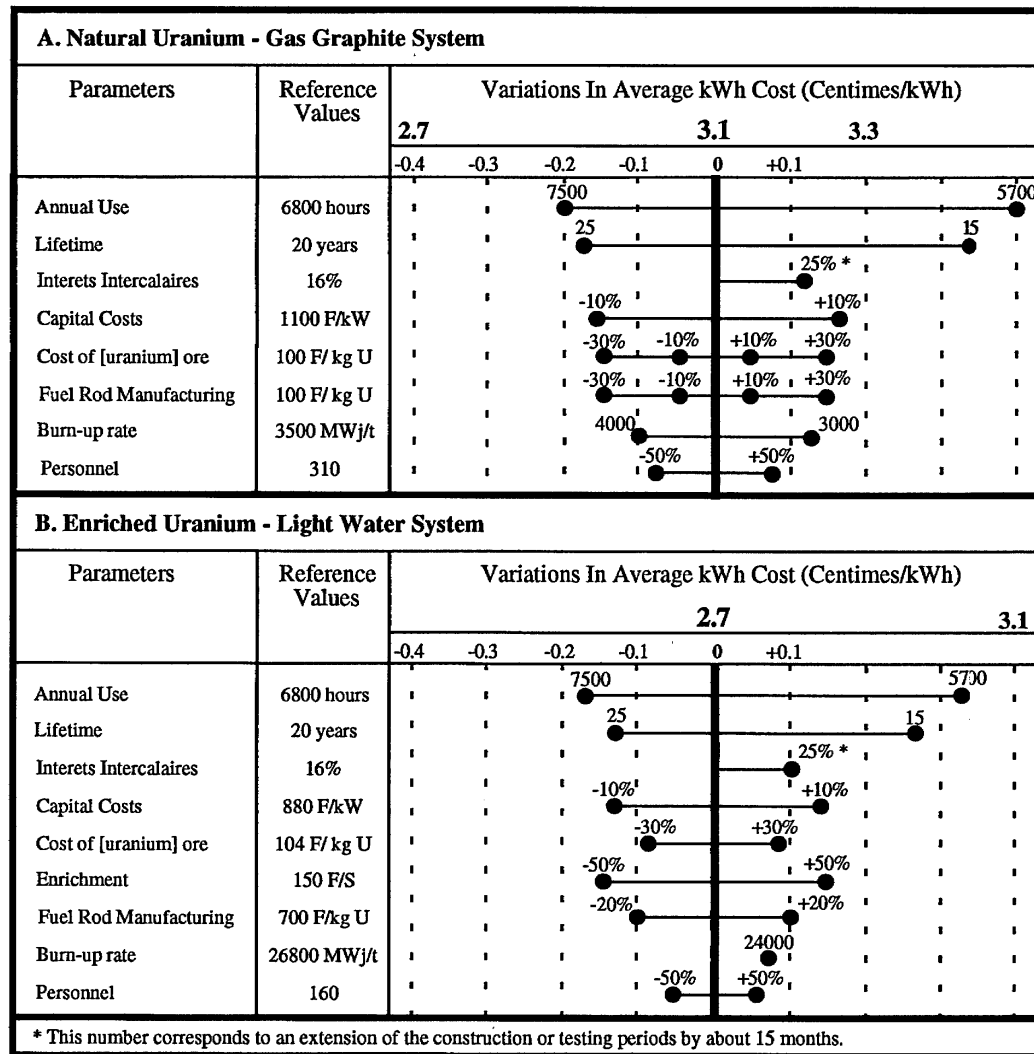 A. Natural Uranium - Gas Graphite System
Parameters Reference Values Variations In Average kWh Cost (Centimes/kWh)
2.7 3.1 3.3
-0.4 -0.3 -0.2 -0.1 0 +0.1
Annual Use 6800 hours 7500 5700
Lifetime 20 years 25 15
Interets Intercalaires 16% 25% *
Capital Costs 1100 F/kW -10% +10%
Cost of [uranium] ore 100 F/ kg U -30% -10% +10% +30%
Fuel Rod Manufacturing 100 F/ kg U -30% -10% +10% +30%
Burn-up rate 3500 MWj/t 4000 3000
Personnel 310 -50% +50%
B. Enriched Uranium - Light Water System
Parameters Reference Values Variations In Average kWh Cost (Centimes/kWh)
2.7 3.1
-0.4 -0.3 -0.2 -0.1 0 +0.1
Annual Use 6800 hours 7500 5700
Lifetime 20 years 25 15
Interets Intercalaires 16% 25% *
Capital Costs 880 F/kW -10% +10%
Cost of [uranium] ore 104 F/ kg U -30% +30%
Enrichment 150 F/S -50% +50%
Fuel Rod Manufacturing 700 F/kg U -20% +20%
Burn-up rate 26800 MWj/t 24000
Personnel 160 -50% +50%
* This number corresponds to an extension of the construction or testing periods by about 15 months.